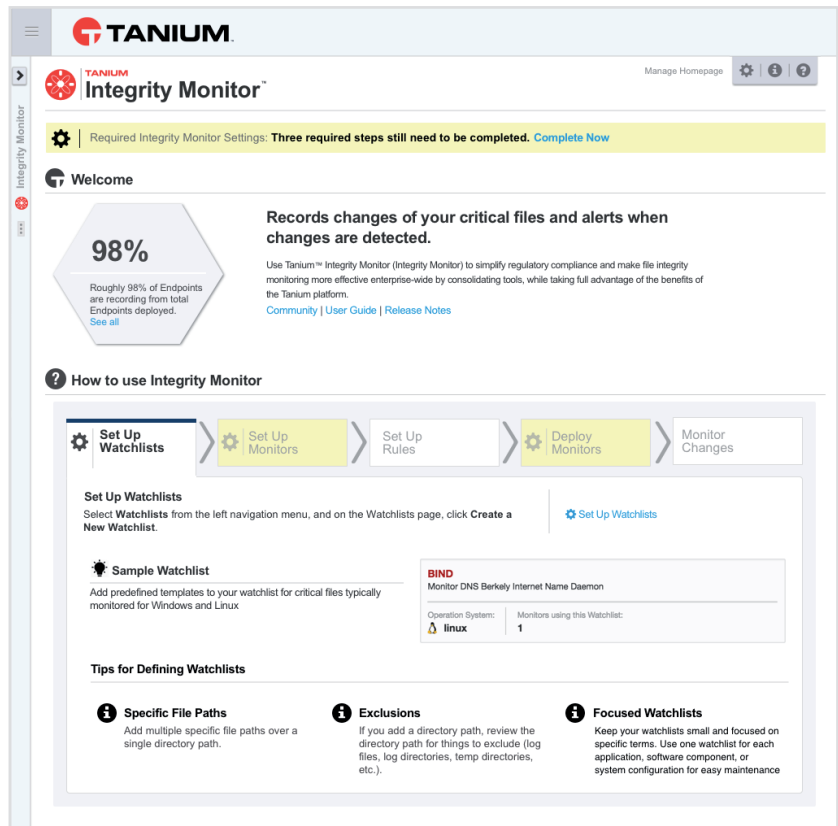 TANIUM.
TANIUM
Integrity Monitor™
Manage Homepage
Integrity Monitor
Required Integrity Monitor Settings: Three required steps still need to be completed. Complete Now
Welcome
98%
Roughly 98% of Endpoints
are recording from total
Endpoints deployed.
See all
Records changes of your critical files and alerts when
changes are detected.
Use Tanium™ Integrity Monitor (Integrity Monitor) to simplify regulatory compliance and make file integrity
monitoring more effective enterprise-wide by consolidating tools, while taking full advantage of the benefits of
the Tanium platform.
Community | User Guide | Release Notes
How to use Integrity Monitor
Set Up
Watchlists
Set Up
Monitors
Set Up
Rules
Deploy
Monitors
Monitor
Changes
Set Up Watchlists
Select Watchlists from the left navigation menu, and on the Watchlists page, click Create a
New Watchlist.
Set Up Watchlists
Sample Watchlist
Add predefined templates to your watchlist for critical files typically
monitored for Windows and Linux
BIND
Monitor DNS Berkely Internet Name Daemon
Operation System:
linux
Monitors using this Watchlist:
1
Tips for Defining Watchlists
Specific File Paths
Add multiple specific file paths over a
single directory path.
Exclusions
If you add a directory path, review the
directory path for things to exclude (log
files, log directories, temp directories,
etc.).
Focused Watchlists
Keep your watchlists small and focused on
specific terms. Use one watchlist for each
application, software component, or
system configuration for easy maintenance